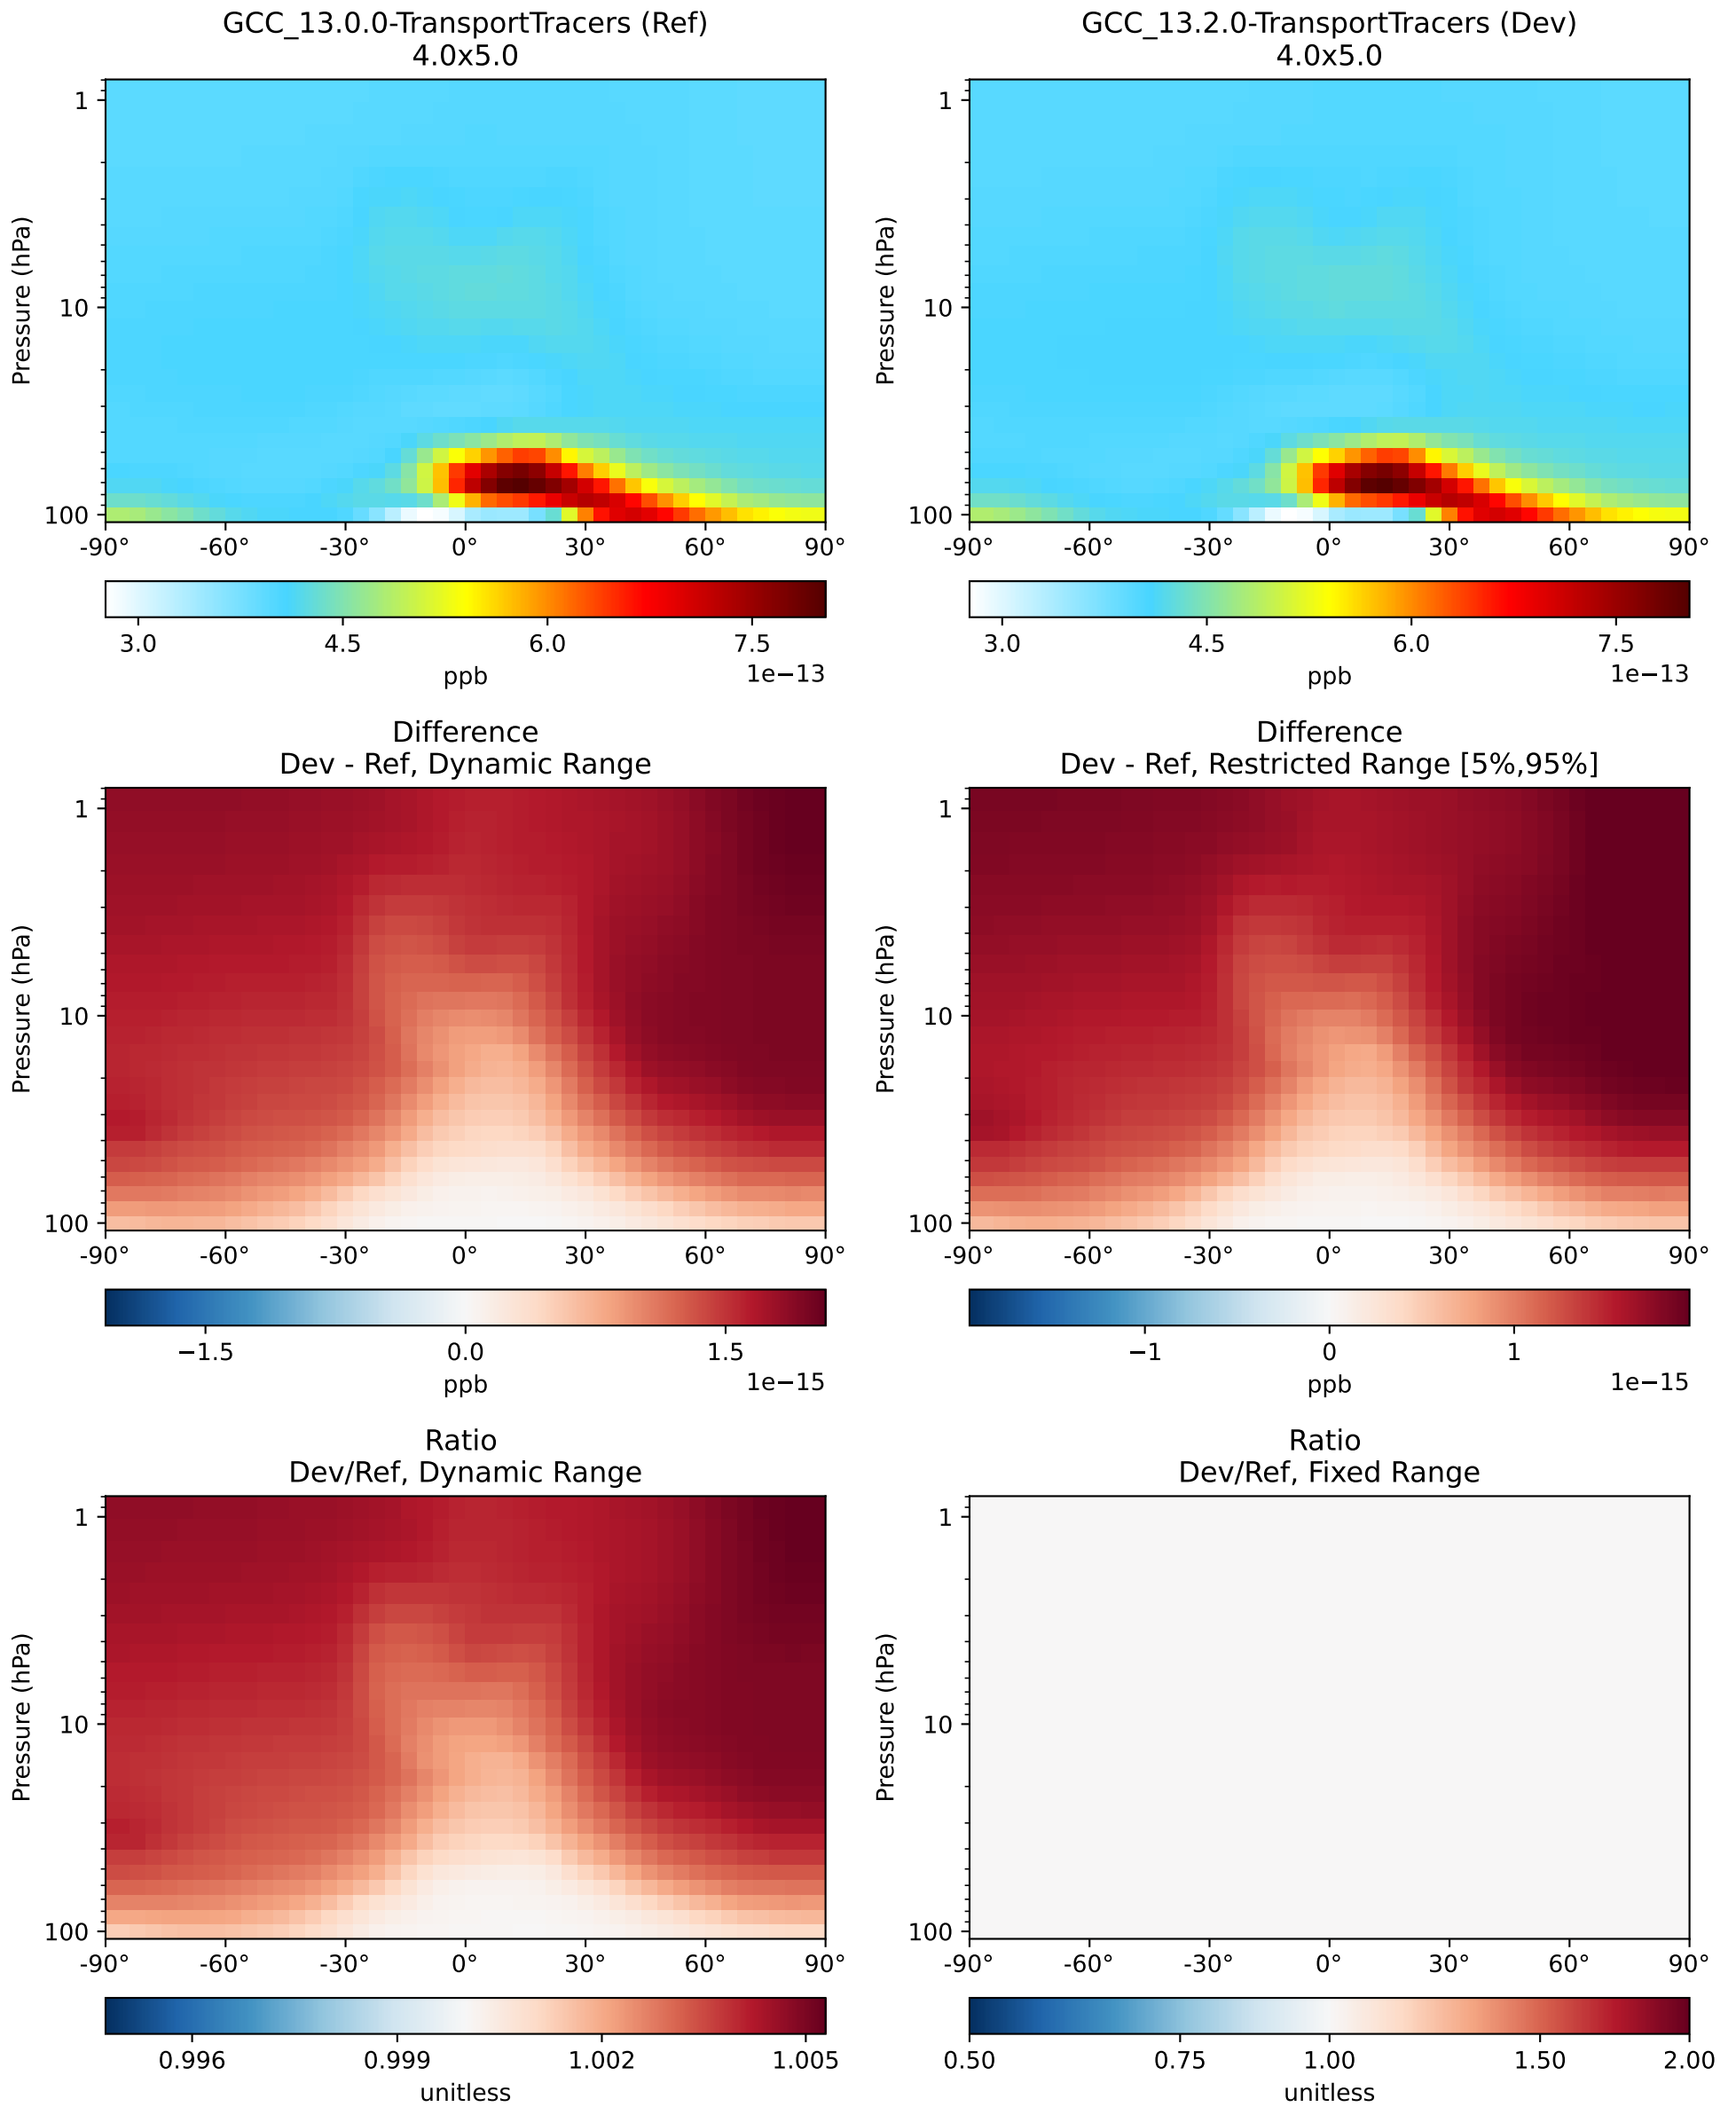 GCC_13.0.0-TransportTracers (Ref)
4.0x5.0
Pressure (hPa)
1
10
100
-90° -60° -30° 0° 30° 60° 90°
3.0 4.5 6.0 7.5
ppb 1e−13
GCC_13.2.0-TransportTracers (Dev)
4.0x5.0
Pressure (hPa)
1
10
100
-90° -60° -30° 0° 30° 60° 90°
3.0 4.5 6.0 7.5
ppb 1e−13
Difference
Dev - Ref, Dynamic Range
Pressure (hPa)
1
10
100
-90° -60° -30° 0° 30° 60° 90°
−1.5 0.0 1.5
ppb 1e−15
Difference
Dev - Ref, Restricted Range [5%,95%]
Pressure (hPa)
1
10
100
-90° -60° -30° 0° 30° 60° 90°
−1 0 1
ppb 1e−15
Ratio
Dev/Ref, Dynamic Range
Pressure (hPa)
1
10
100
-90° -60° -30° 0° 30° 60° 90°
0.996 0.999 1.002 1.005
unitless
Ratio
Dev/Ref, Fixed Range
Pressure (hPa)
1
10
100
-90° -60° -30° 0° 30° 60° 90°
0.50 0.75 1.00 1.50 2.00
unitless